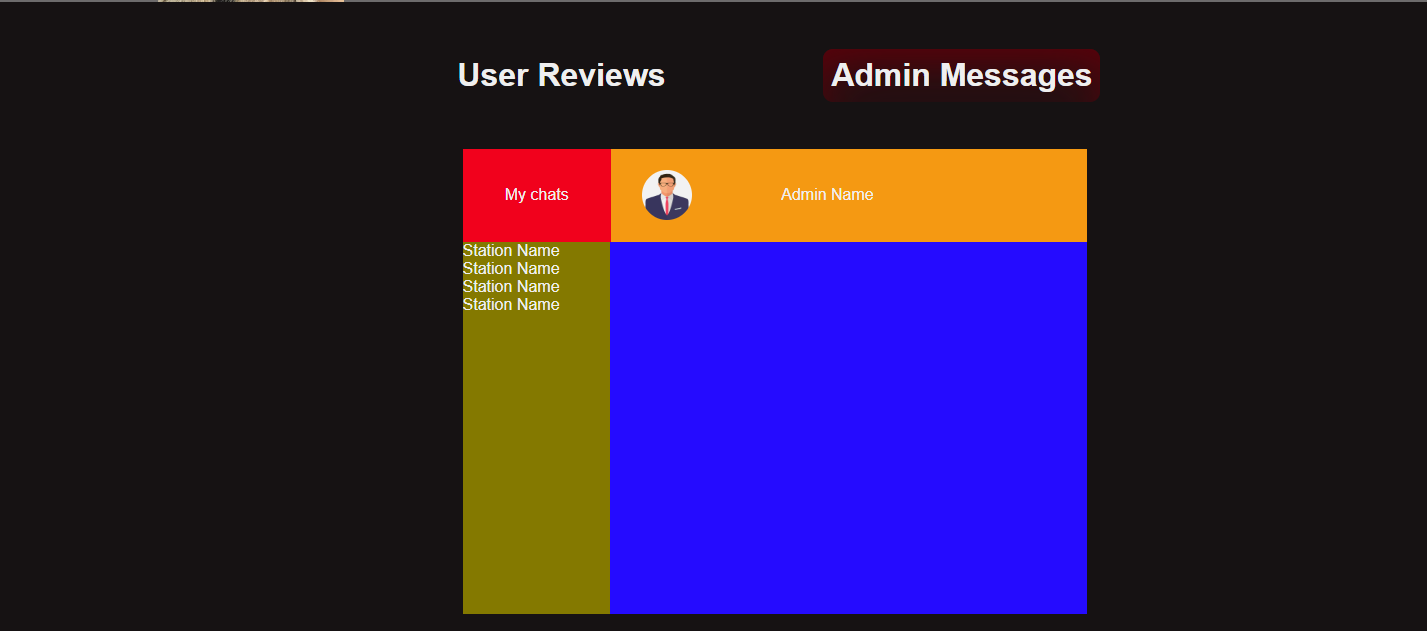 User Reviews
Admin Messages
My chats
Admin Name
Station Name
Station Name
Station Name
Station Name